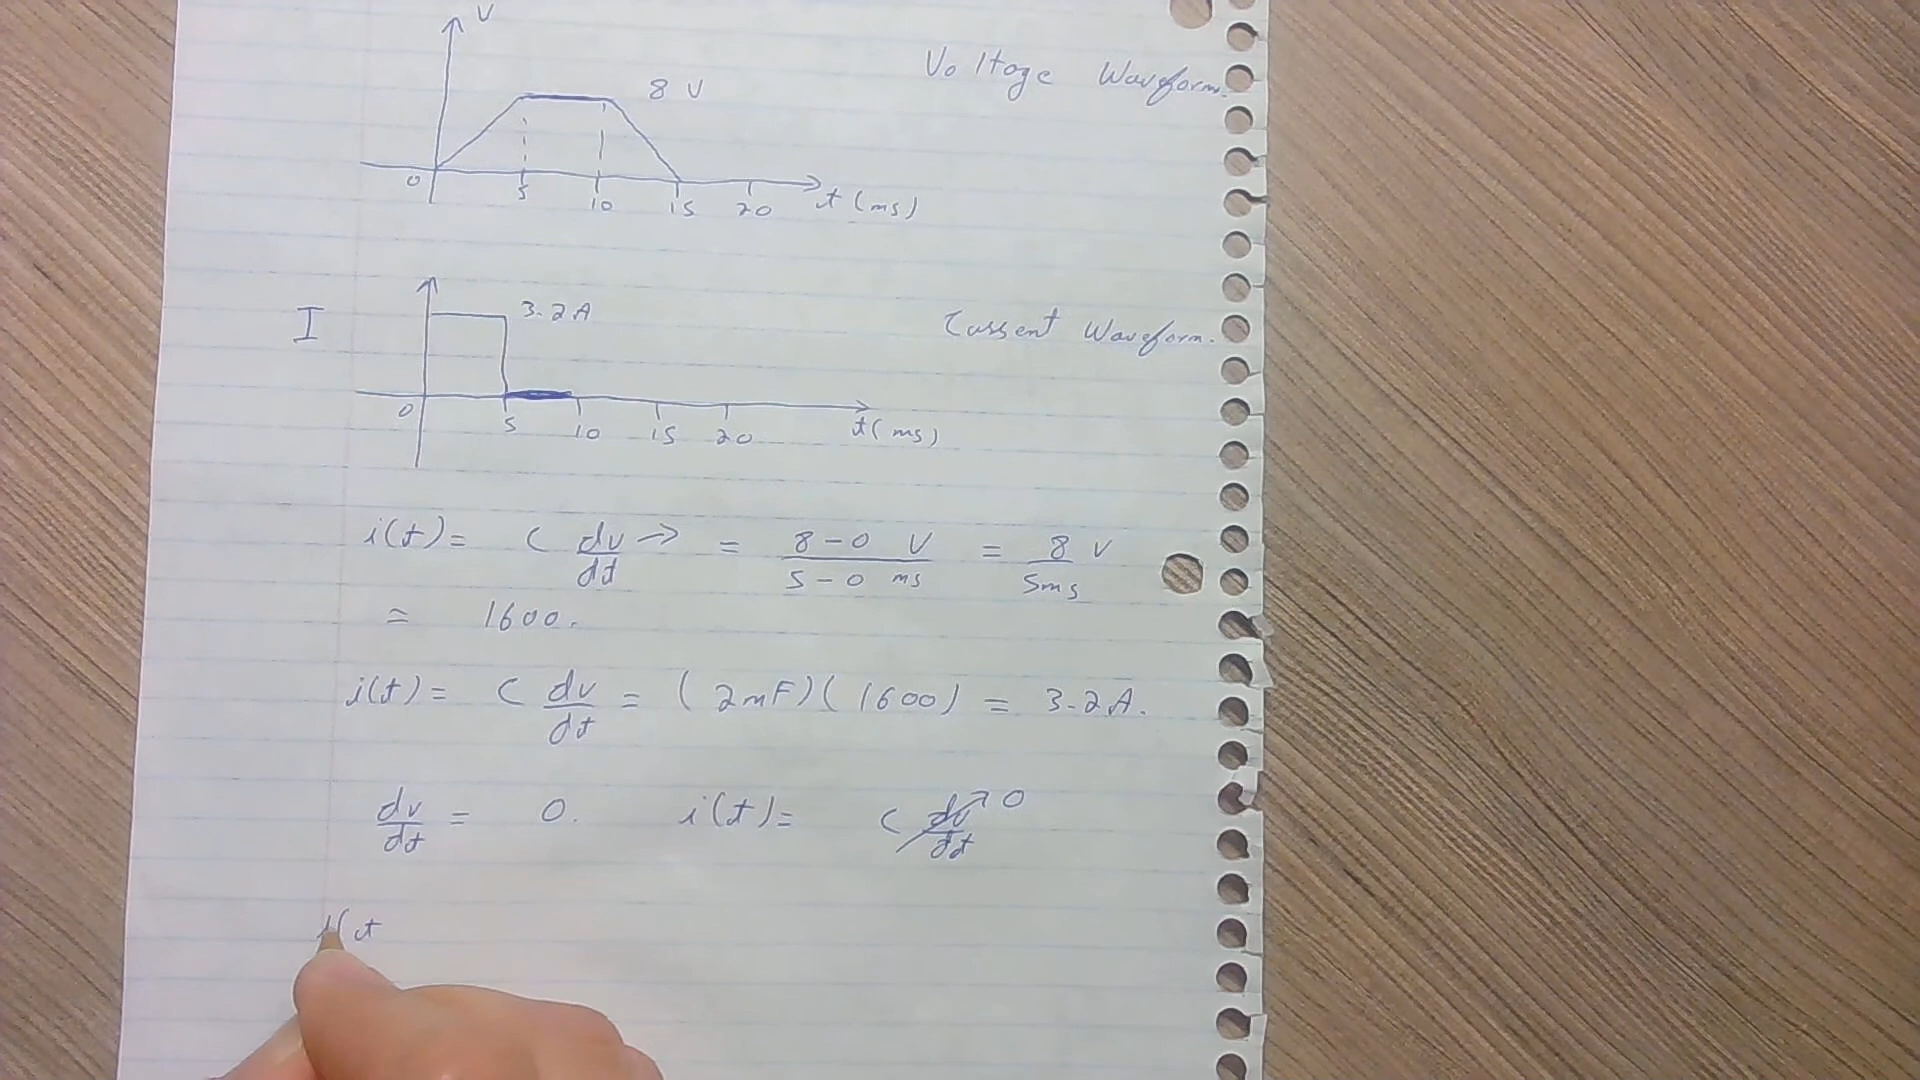 V
Voltage Waveform.
8 V
0 5 10 15 20 t (ms)
I 3.2A Current Waveform.
0 5 10 15 20 t(ms)
i(t) = C dv/dt → = 8-0 V / 5-0 ms = 8 V / 5ms
= 1600.
i(t) = C dv/dt = (2mF)(1600) = 3.2A.
dv/dt = 0. i(t) = C dv/dt → 0
i(t